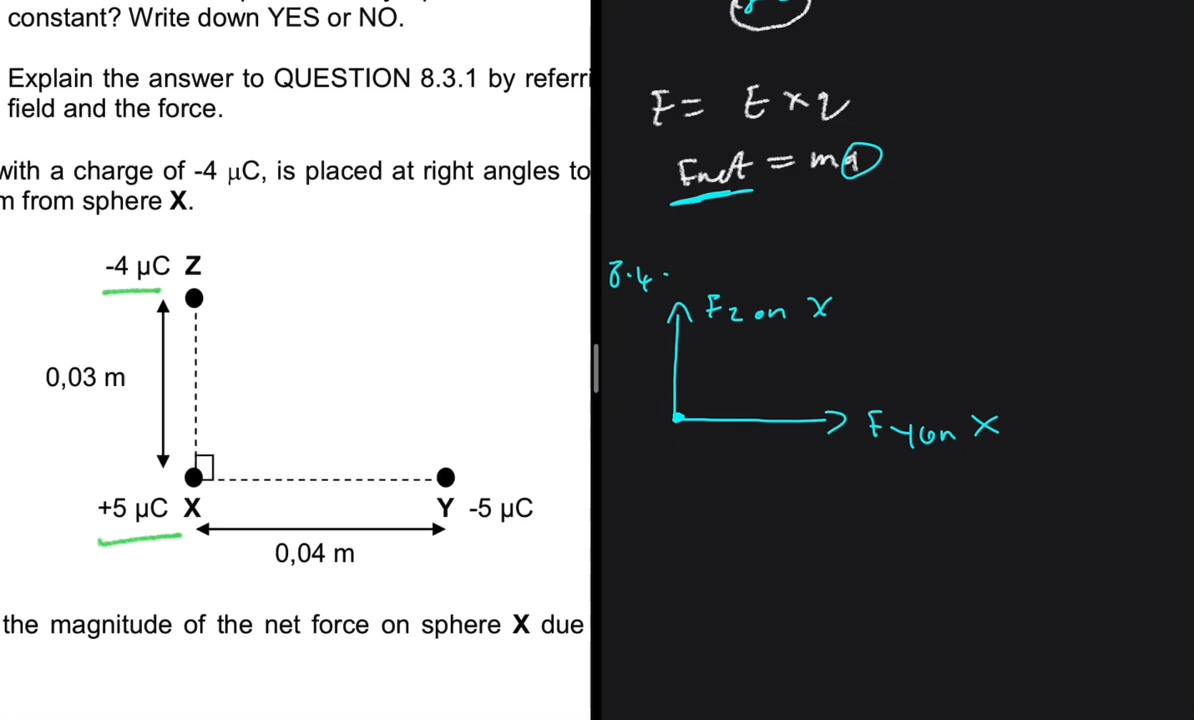 constant? Write down YES or NO.
Explain the answer to QUESTION 8.3.1 by referri
field and the force.
with a charge of -4 μC, is placed at right angles to
m from sphere X.
-4 μC Z
0,03 m
+5 μC X
Y -5 μC
0,04 m
the magnitude of the net force on sphere X due
F = E × q
Fnet = ma
8.4.
Fz on X
Fy on X